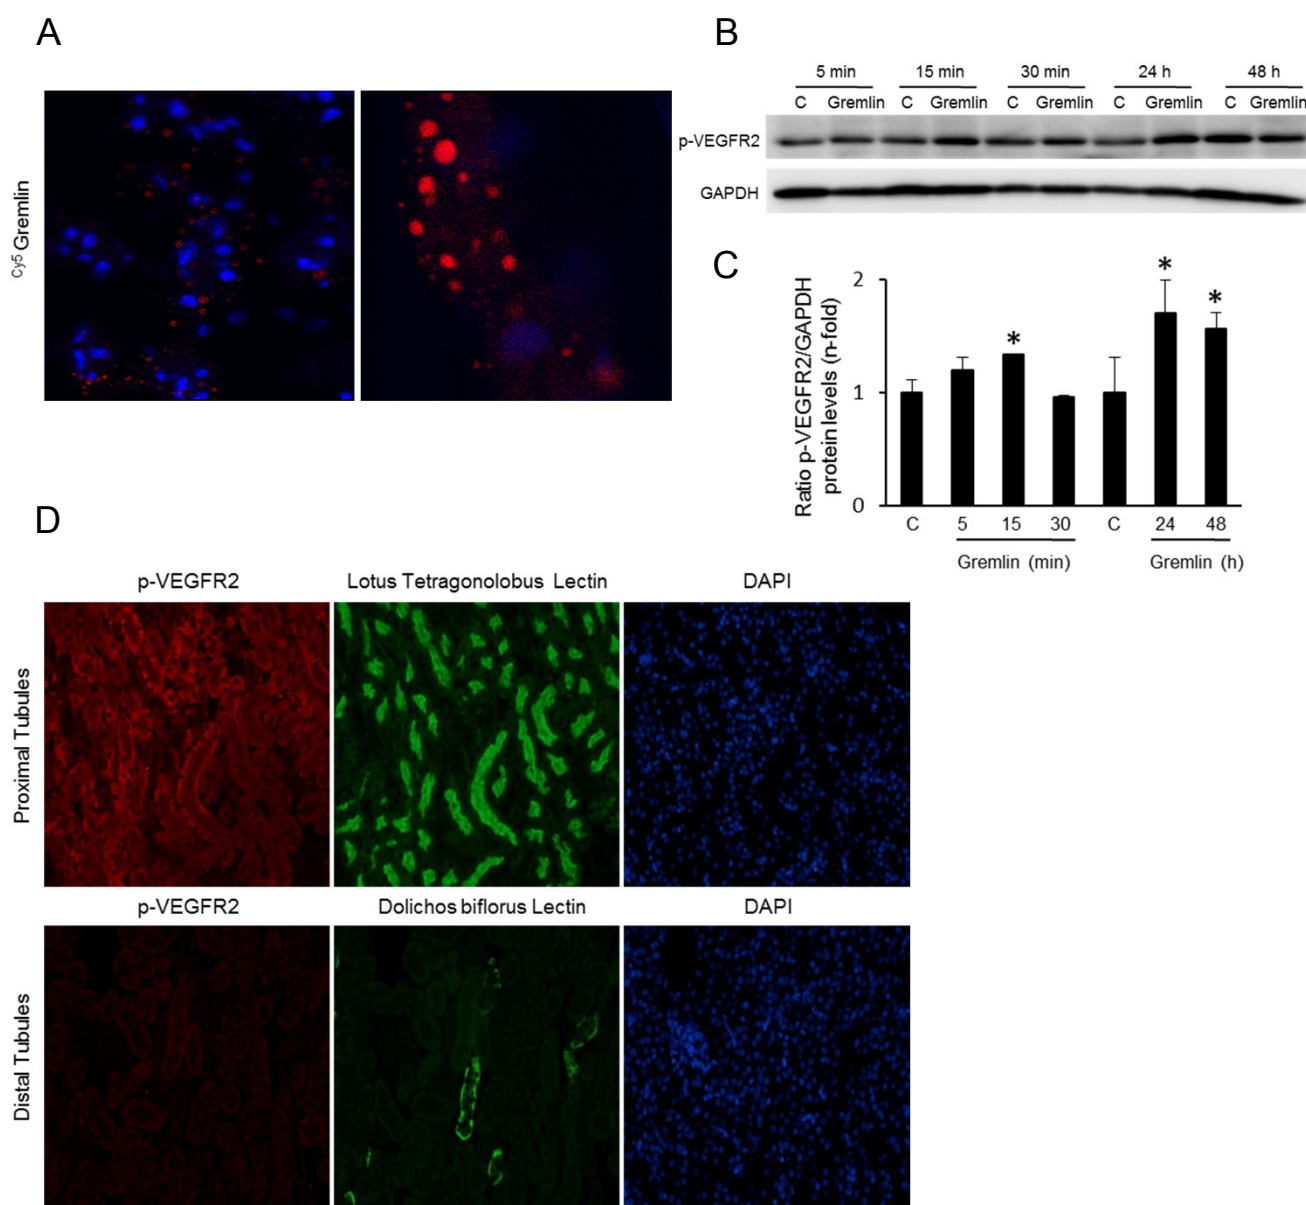 A
B
5 min 15 min 30 min 24 h 48 h
C Gremlin C Gremlin C Gremlin C Gremlin C Gremlin
p-VEGFR2
GAPDH
Cy5 Gremlin
C
Ratio p-VEGFR2/GAPDH
protein levels (n-fold)
2
1
0
* * *
C 5 15 30 C 24 48
Gremlin (min) Gremlin (h)
D
p-VEGFR2 Lotus Tetragonolobus Lectin DAPI
Proximal Tubules
p-VEGFR2 Dolichos biflorus Lectin DAPI
Distal Tubules